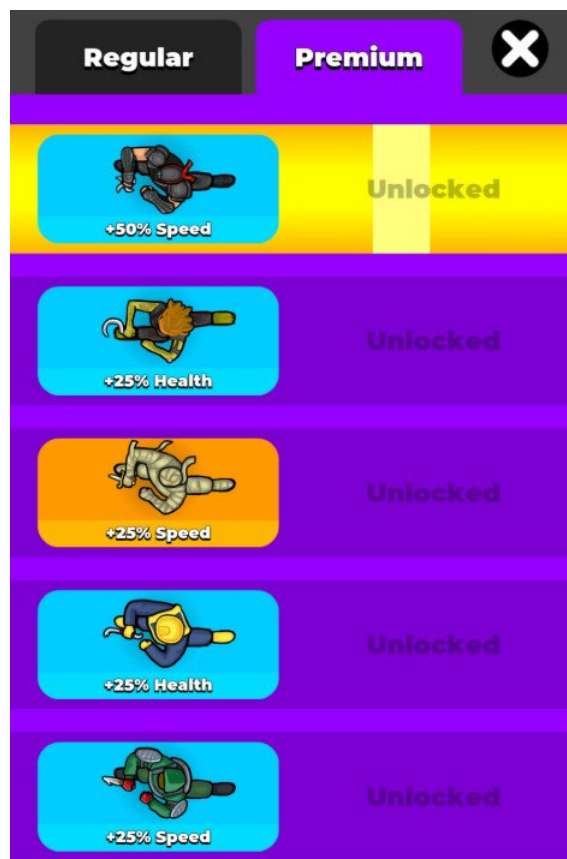 Regular
Premium
+50% Speed
Unlocked
+25% Health
Unlocked
+25% Speed
Unlocked
+25% Health
Unlocked
+25% Speed
Unlocked